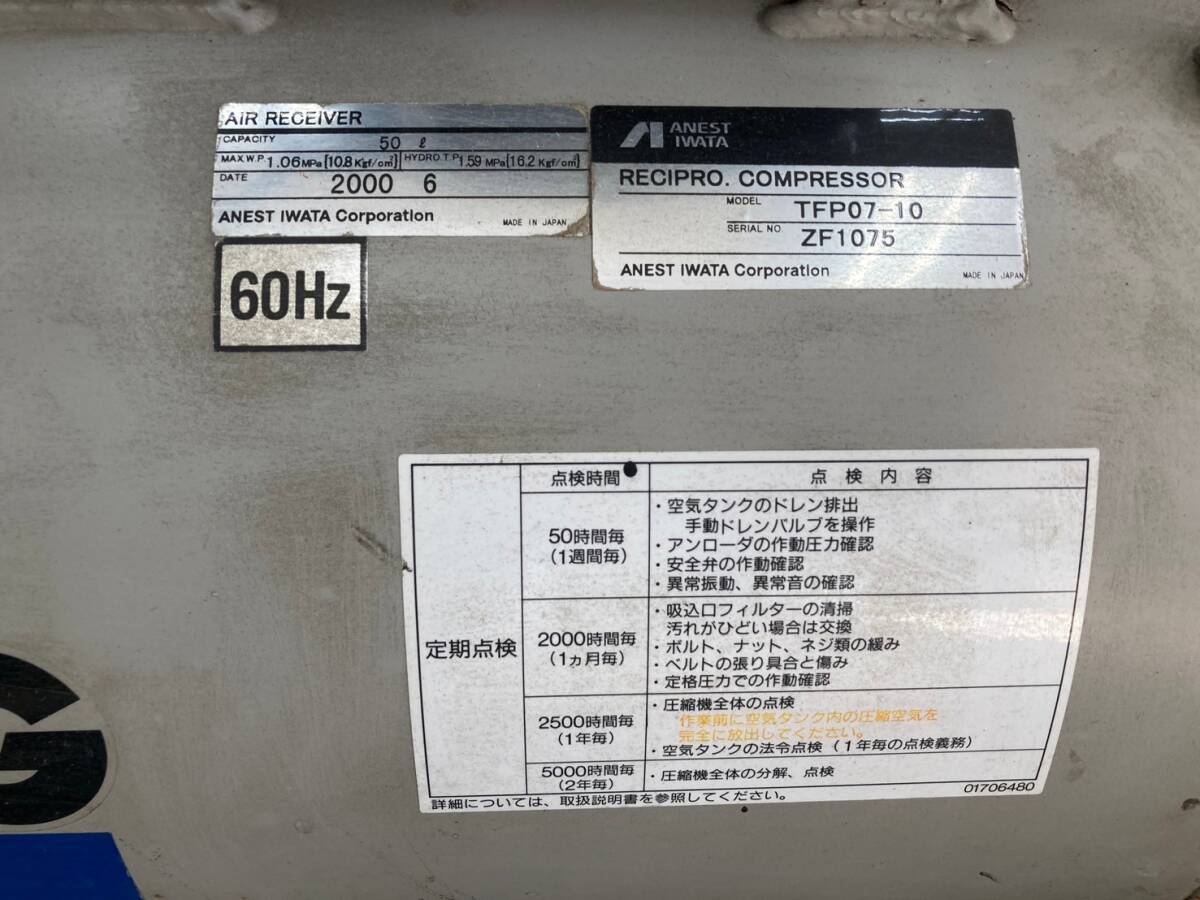 AIR RECEIVER
CAPACITY 50 ℓ
MAX.W.P. 1.06MPa{10.8Kgf/cm²} HYDRO.T.P 1.59 MPa{16.2 Kgf/cm²}
DATE 2000 6
ANEST IWATA Corporation MADE IN JAPAN
60Hz
ANEST
IWATA
RECIPRO. COMPRESSOR
MODEL TFP07-10
SERIAL NO. ZF1075
ANEST IWATA Corporation MADE IN JAPAN
定期点検
点検時間 点検内容
50時間毎
(1週間毎)
・空気タンクのドレン排出
手動ドレンバルブを操作
・アンローダの作動圧力確認
・安全弁の作動確認
・異常振動、異常音の確認
2000時間毎
(1ヵ月毎)
・吸込口フィルターの清掃
汚れがひどい場合は交換
・ボルト、ナット、ネジ類の緩み
・ベルトの張り具合と傷み
・定格圧力での作動確認
2500時間毎
(1年毎)
・圧縮機全体の点検
作業前に空気タンク内の圧縮空気を
完全に放出してください。
・空気タンクの法令点検(1年毎の点検義務)
5000時間毎
(2年毎)
・圧縮機全体の分解、点検
詳細については、取扱説明書を参照してください。
01706480
G